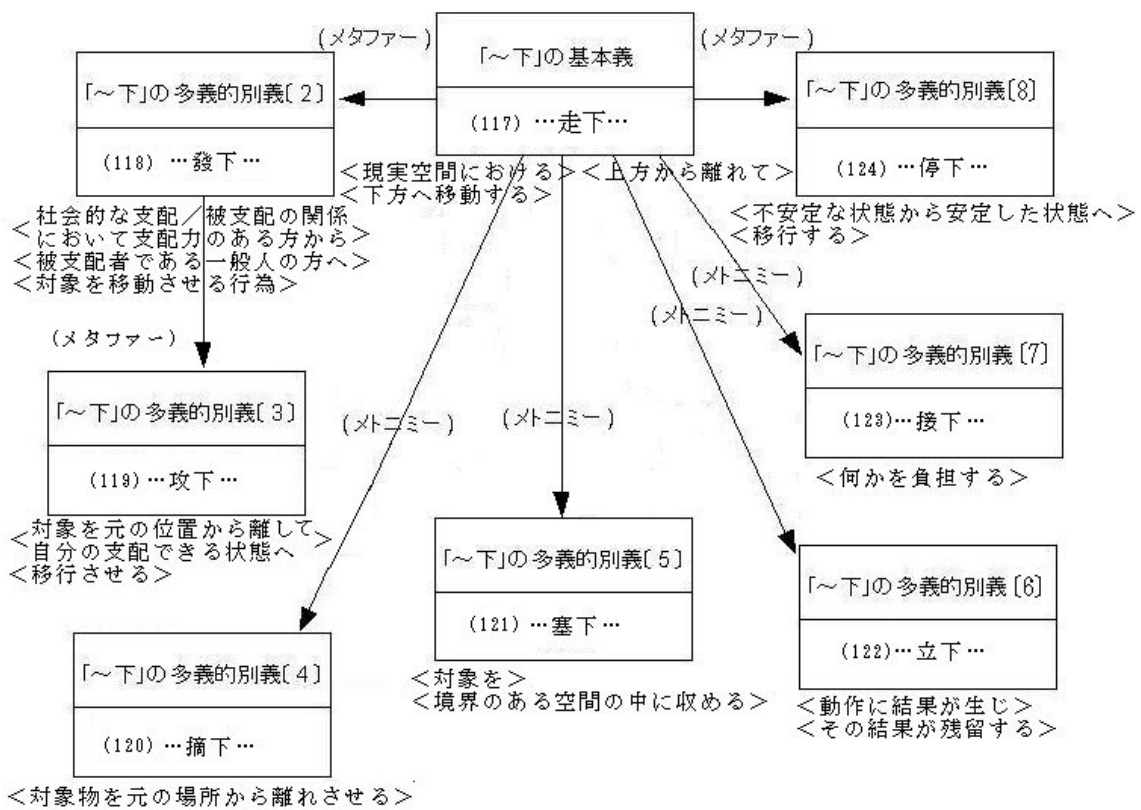 (メタファー)
「～下」の基本義
(メタファー)
「～下」の多義的別義〔2〕
「～下」の多義的別義〔8〕
(117) …走下…
(118) …發下…
(124) …停下…
＜現実空間における＞＜上方から離れて＞
＜下方へ移動する＞
＜社会的な支配／被支配の関係
において支配力のある方から＞
＜被支配者である一般人の方へ＞
＜対象を移動させる行為＞
＜不安定な状態から安定した状態へ＞
＜移行する＞
(メトニミー)
(メトニミー)
(メタファー)
「～下」の多義的別義〔7〕
「～下」の多義的別義〔3〕
(メトニミー)
(メトニミー)
(123)…接下…
(119) …攻下…
＜何かを負担する＞
＜対象を元の位置から離して＞
自分の支配できる状態へ
＜移行させる＞
「～下」の多義的別義〔5〕
「～下」の多義的別義〔6〕
(121) …塞下…
(122)…立下…
「～下」の多義的別義〔4〕
＜対象を＞
＜境界のある空間の中に収める＞
＜動作に結果が生じ＞
＜その結果が残留する＞
(120) …摘下…
＜対象物を元の場所から離れさせる＞